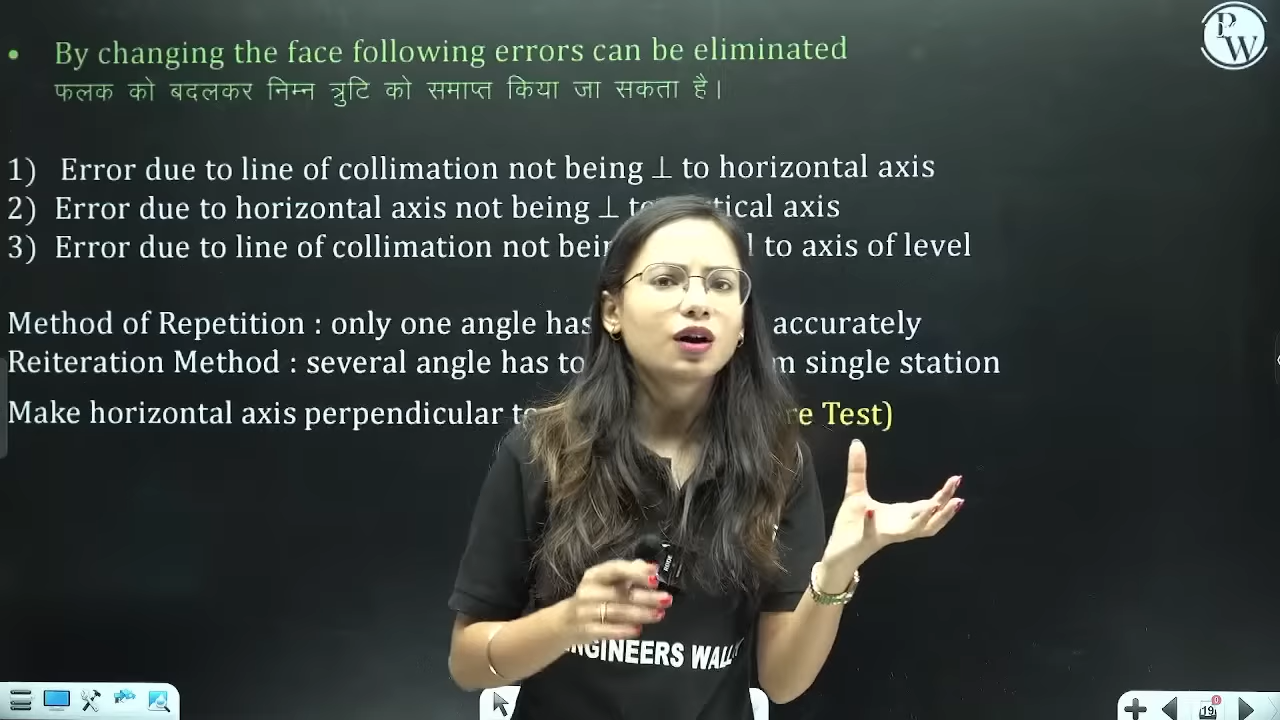 PW
• By changing the face following errors can be eliminated
फलक को बदलकर निम्न त्रुटि को समाप्त किया जा सकता है।
1) Error due to line of collimation not being ⊥ to horizontal axis
2) Error due to horizontal axis not being ⊥ axis
3) Error due to line of collimation not to axis of level
Method of Repetition : only one angle has accurately
Reiteration Method : several angle has to single station
Make horizontal axis perpendicular Test)
ENGINEERS
19